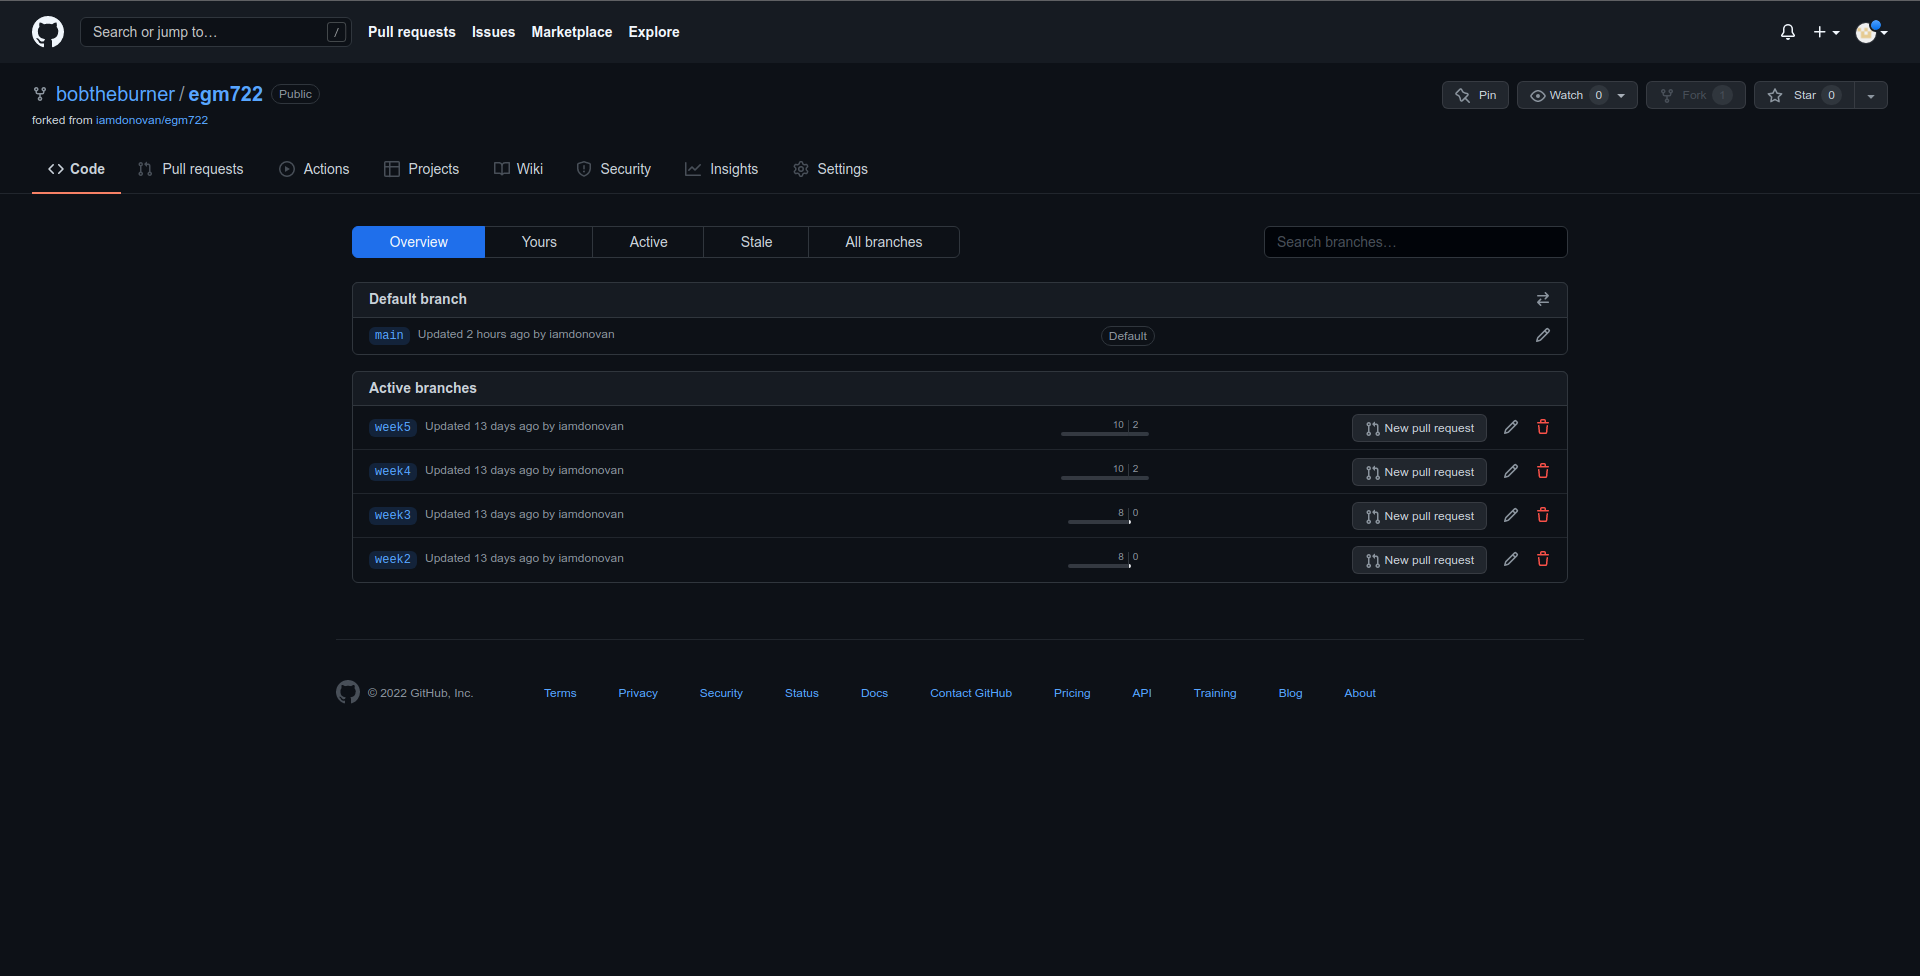 Search or jump to… / Pull requests Issues Marketplace Explore
bobtheburner / egm722 Public Pin Watch 0 Fork 1 Star 0
forked from iamdonovan/egm722
Code Pull requests Actions Projects Wiki Security Insights Settings
Overview Yours Active Stale All branches Search branches…
Default branch
main Updated 2 hours ago by iamdonovan Default
Active branches
week5 Updated 13 days ago by iamdonovan 10 | 2 New pull request
week4 Updated 13 days ago by iamdonovan 10 | 2 New pull request
week3 Updated 13 days ago by iamdonovan 8 | 0 New pull request
week2 Updated 13 days ago by iamdonovan 8 | 0 New pull request
© 2022 GitHub, Inc. Terms Privacy Security Status Docs Contact GitHub Pricing API Training Blog About